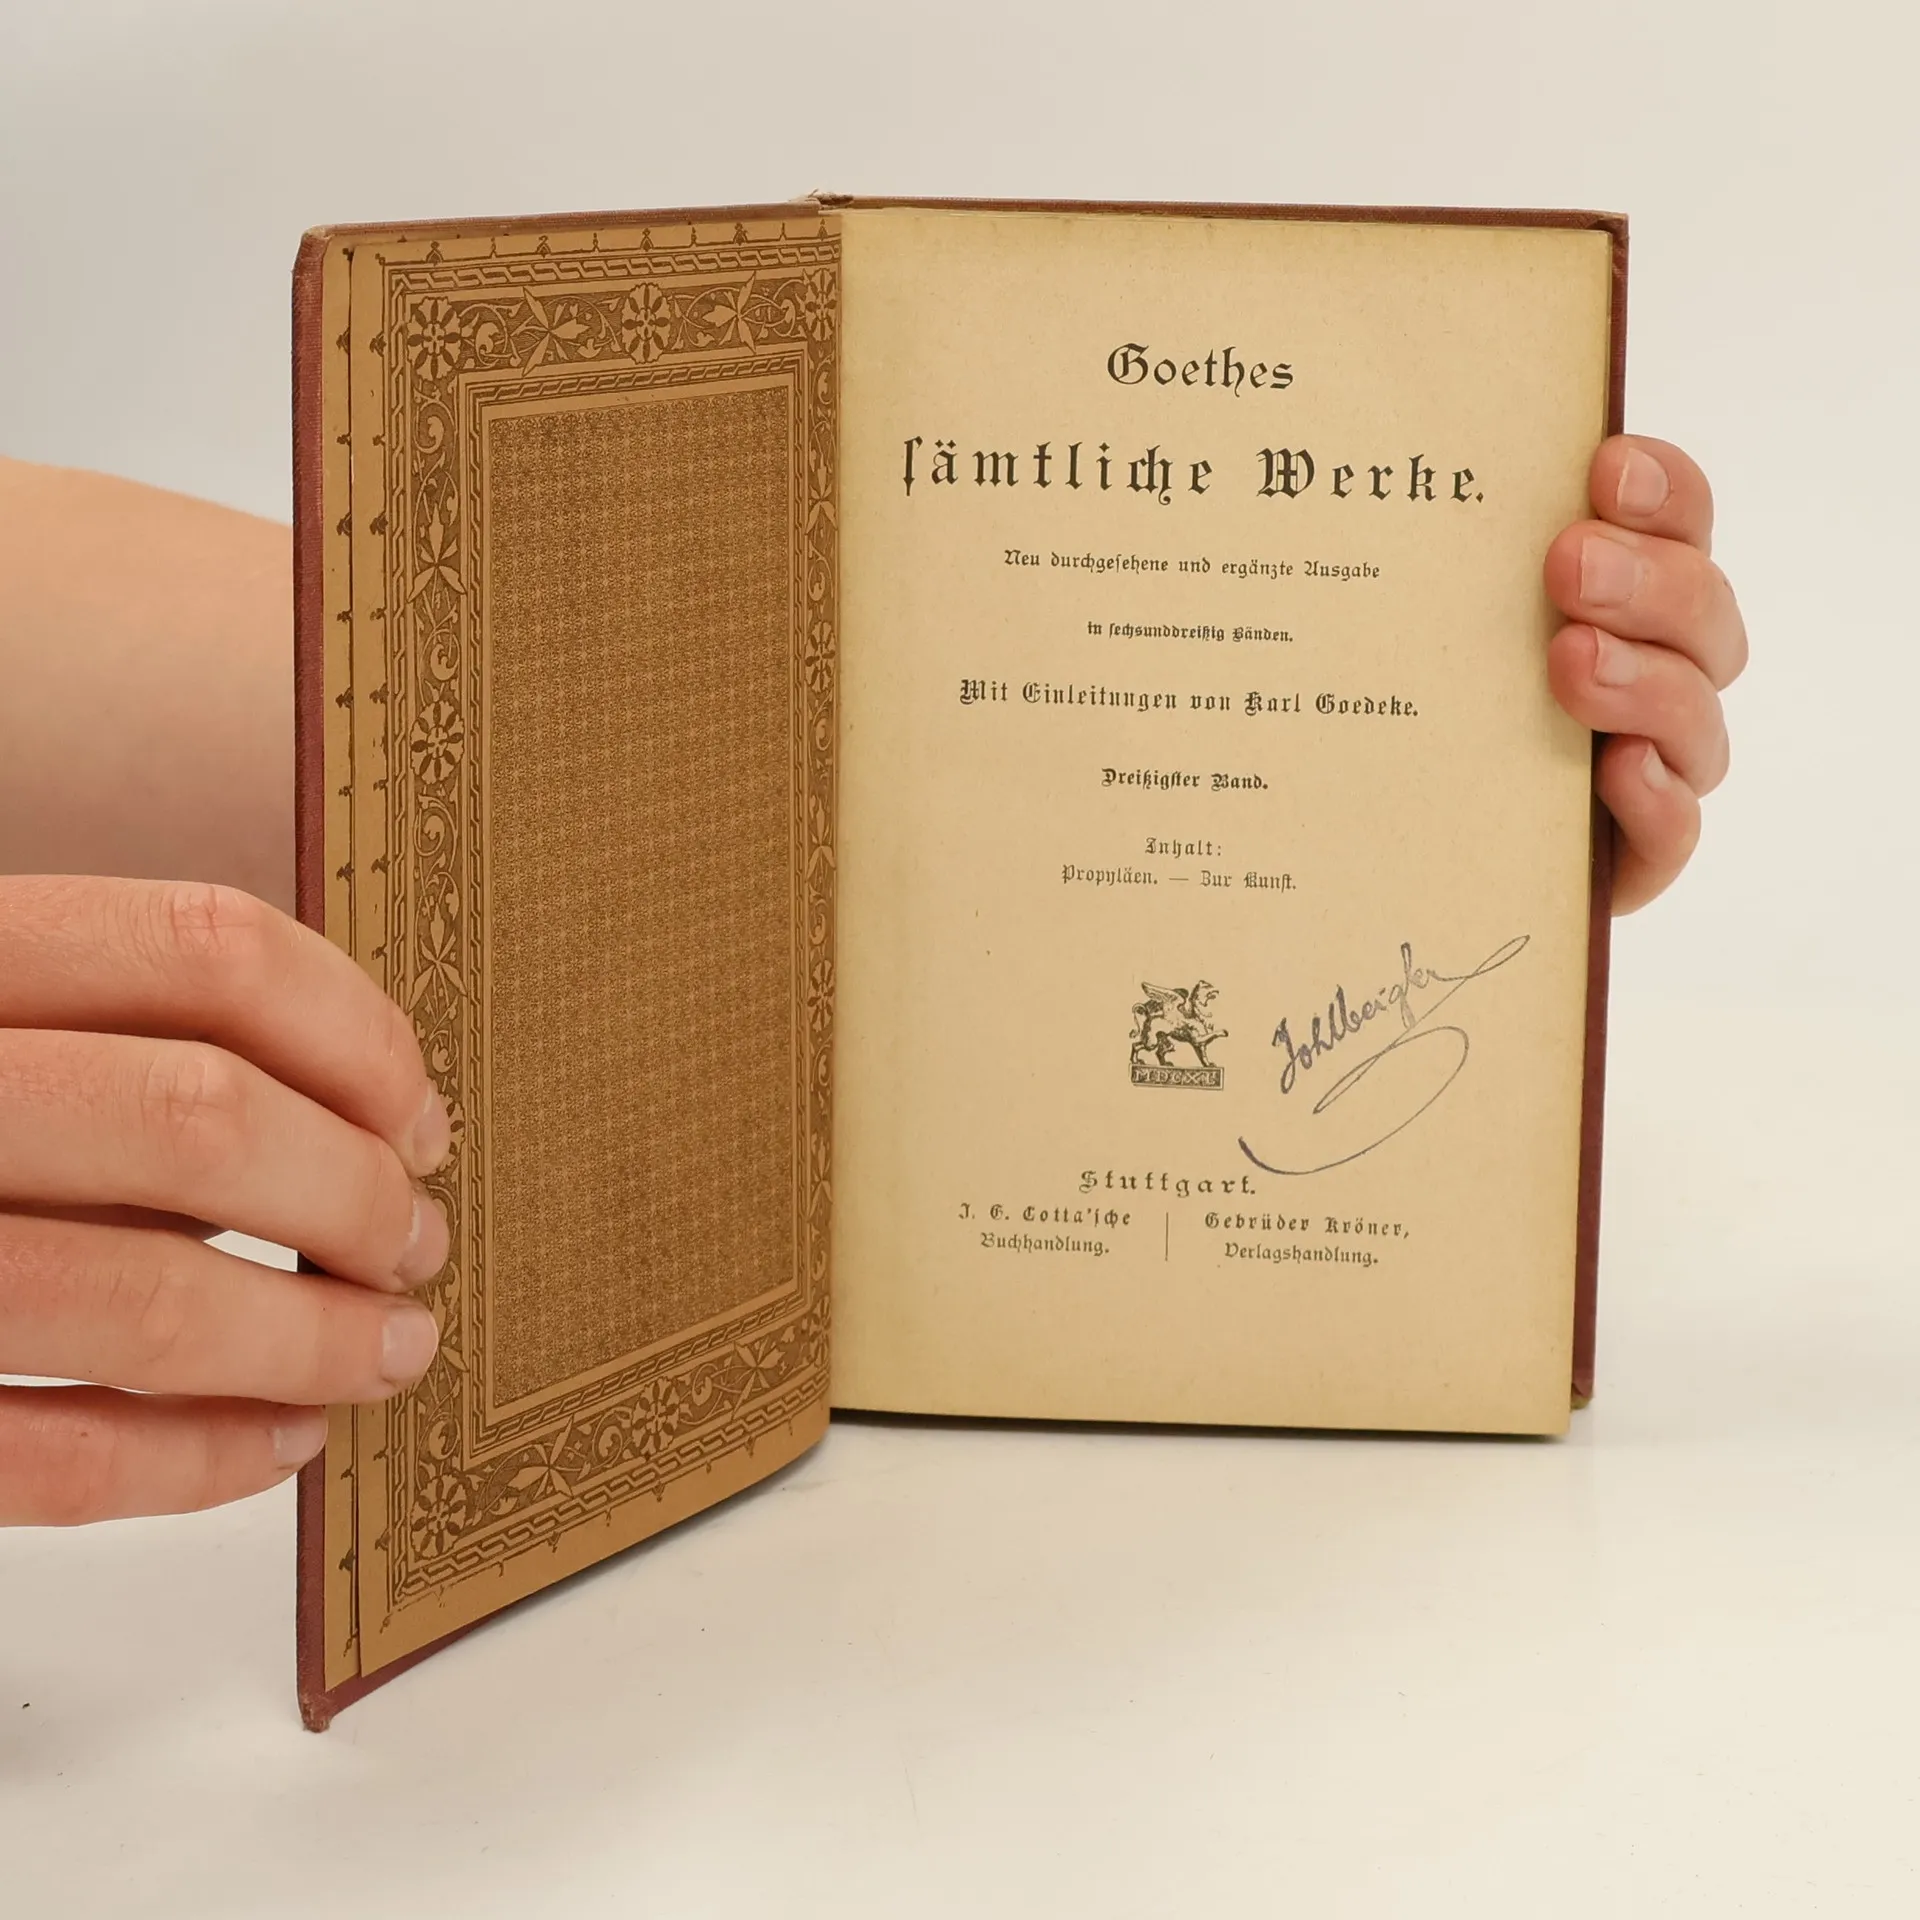 Goethes
ſämtliche Werke.
Neu durchgeſehene und ergänzte Ausgabe
in ſechsunddreißig Bänden.
Mit Einleitungen von Karl Goedeke.
Dreißigſter Band.
Inhalt:
Propyläen. — Zur Kunſt.
Stuttgart.
J. G. Cotta'ſche
Buchhandlung.
Gebrüder Kröner,
Verlagshandlung.